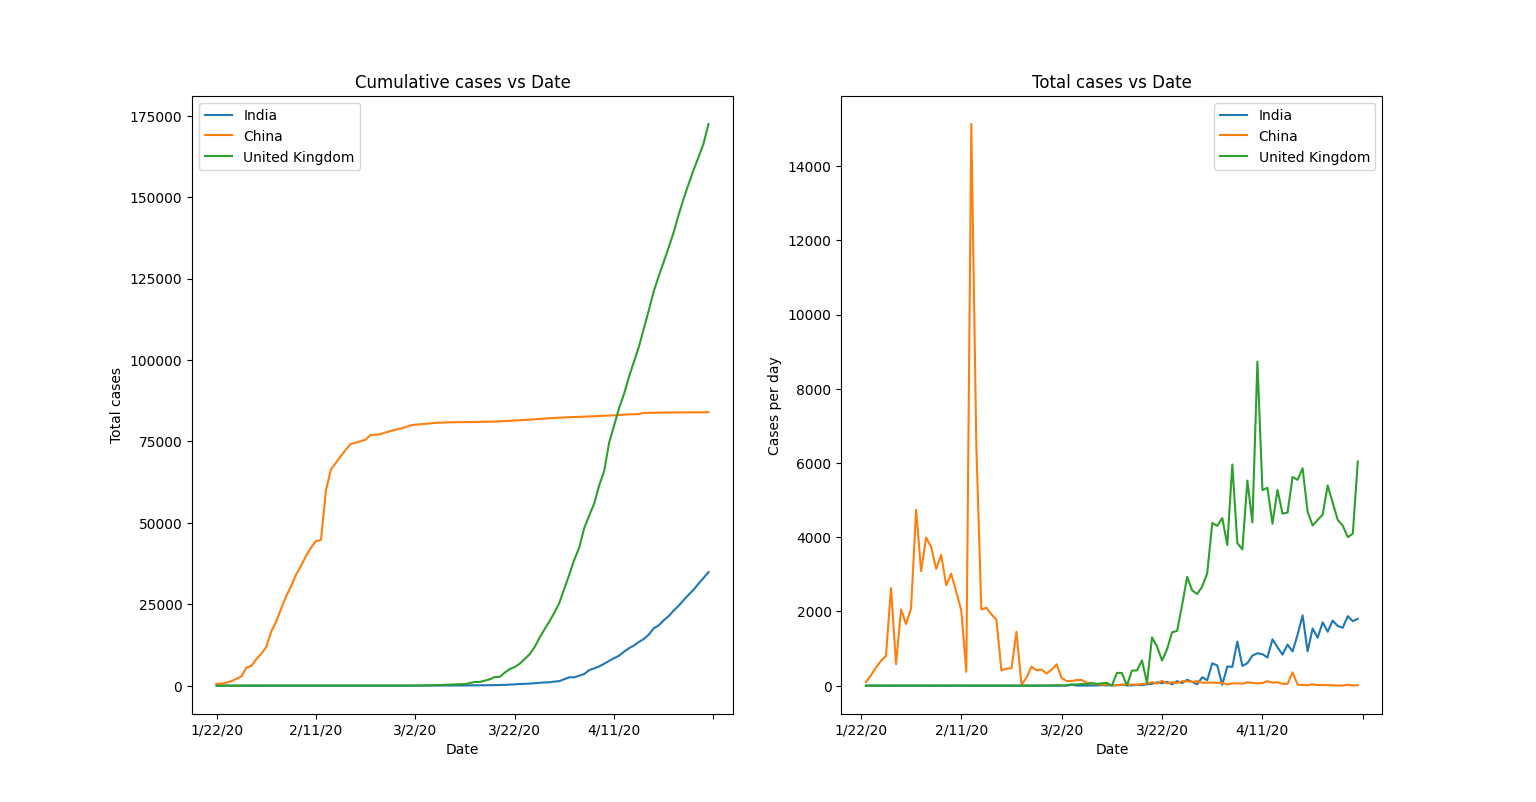 Cumulative cases vs Date
India
China
United Kingdom
175000
150000
125000
100000
75000
50000
25000
0
Total cases
1/22/20
2/11/20
3/2/20
3/22/20
4/11/20
Date
Total cases vs Date
India
China
United Kingdom
14000
12000
10000
8000
6000
4000
2000
0
Cases per day
1/22/20
2/11/20
3/2/20
3/22/20
4/11/20
Date